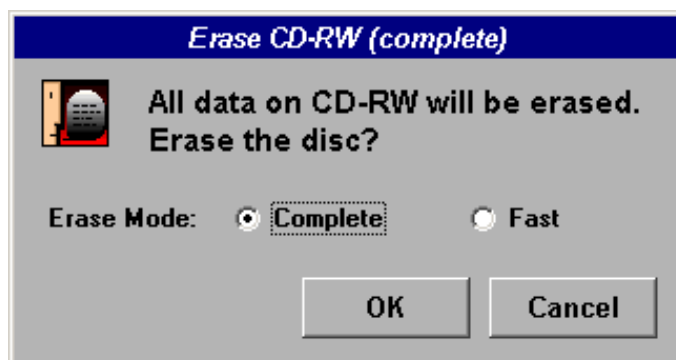 Erase CD-RW (complete)
All data on CD-RW will be erased.
Erase the disc?
Erase Mode: Complete Fast
OK Cancel